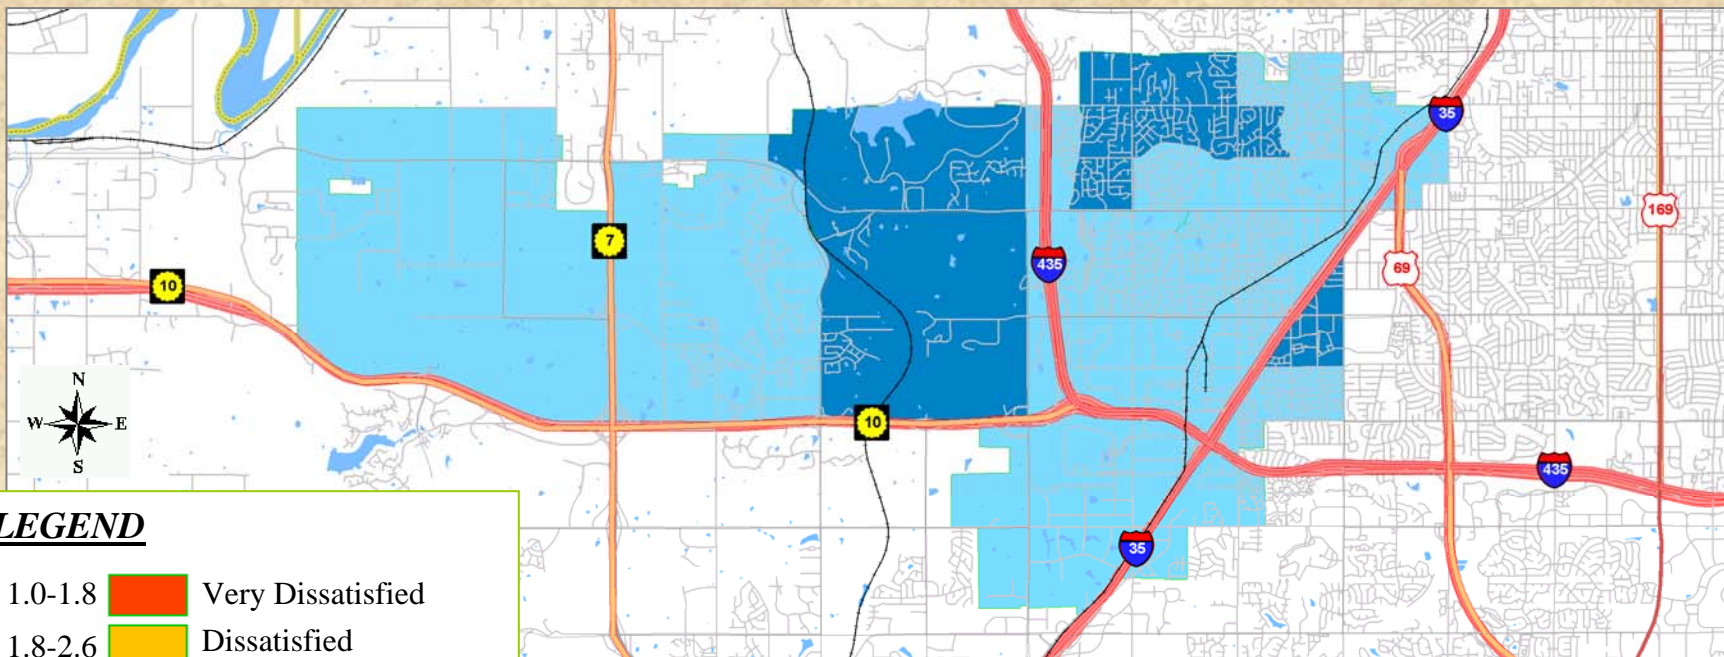 35
169
7
435
69
10
N
W E
S
10
435
35
LEGEND
1.0-1.8 Very Dissatisfied
1.8-2.6 Dissatisfied